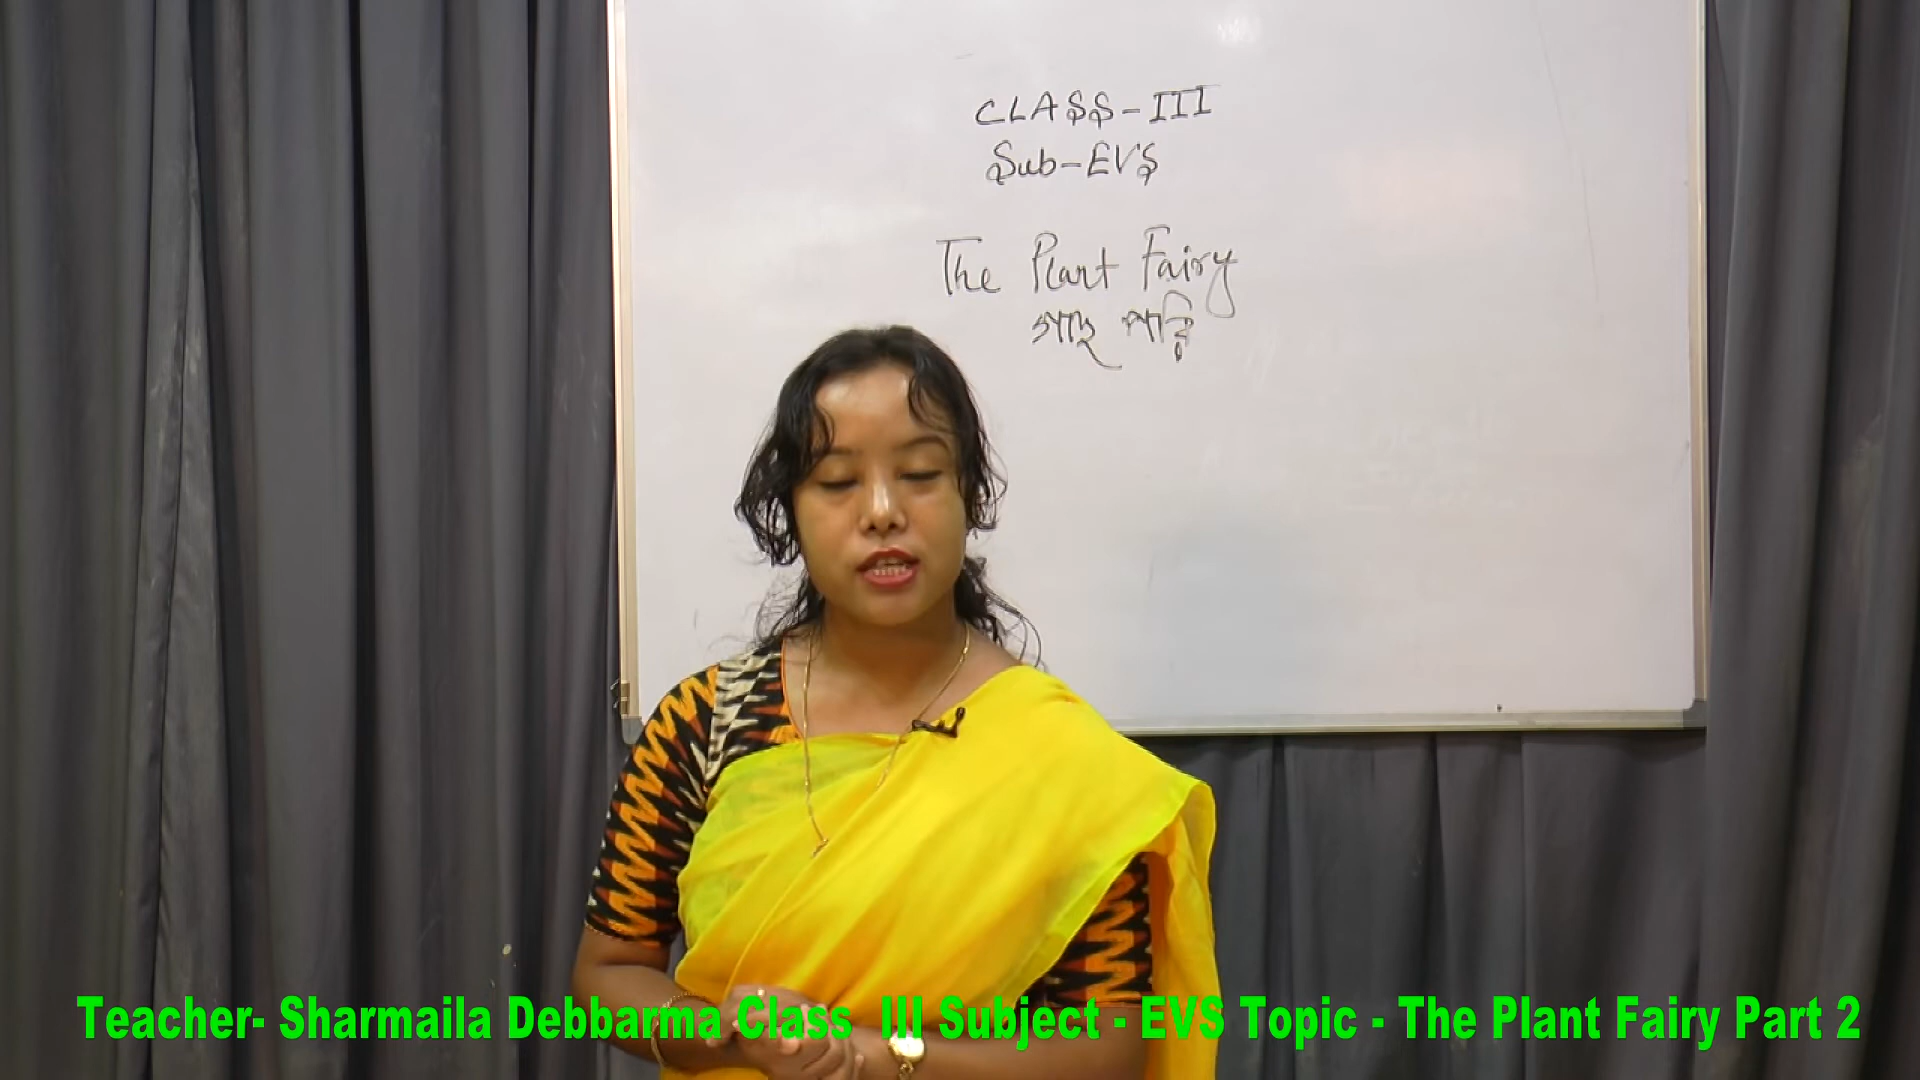 CLASS-III
Sub-EVS
The Plant Fairy
গাছ পরি
Teacher- Sharmaila Debbarma Class III Subject - EVS Topic - The Plant Fairy Part 2